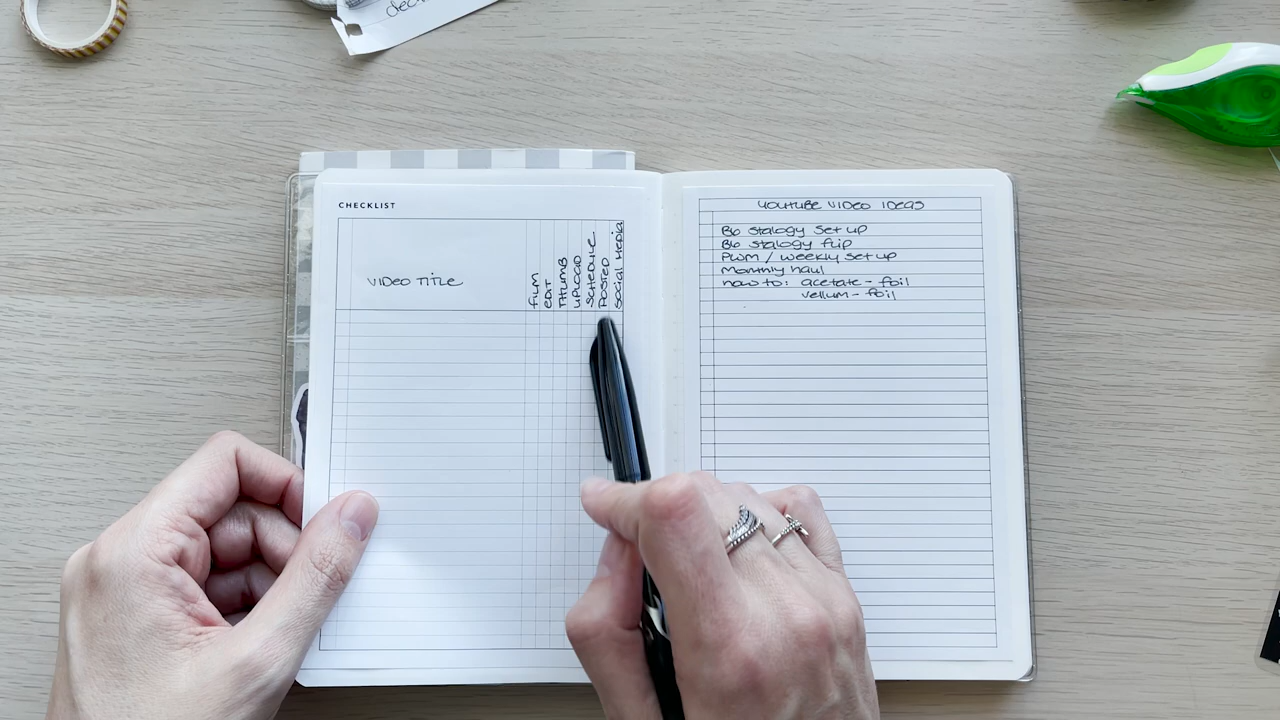 CHECKLIST
VIDEO TITLE
FILM
EDIT
THUMB
UPLOAD
SCHEDULE
POSTED
SOCIAL MEDIA
YOUTUBE VIDEO IDEAS
B6 stalogy set up
B6 stalogy flip
PWM / weekly set up
monthly haul
how to: acetate - foil
vellum - foil